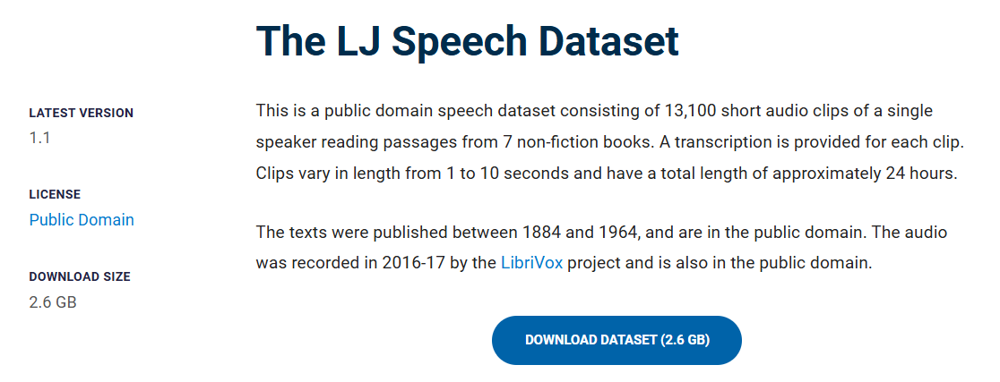 The LJ Speech Dataset
LATEST VERSION
1.1
LICENSE
Public Domain
DOWNLOAD SIZE
2.6 GB
This is a public domain speech dataset consisting of 13,100 short audio clips of a single
speaker reading passages from 7 non-fiction books. A transcription is provided for each clip.
Clips vary in length from 1 to 10 seconds and have a total length of approximately 24 hours.
The texts were published between 1884 and 1964, and are in the public domain. The audio
was recorded in 2016-17 by the LibriVox project and is also in the public domain.
DOWNLOAD DATASET (2.6 GB)